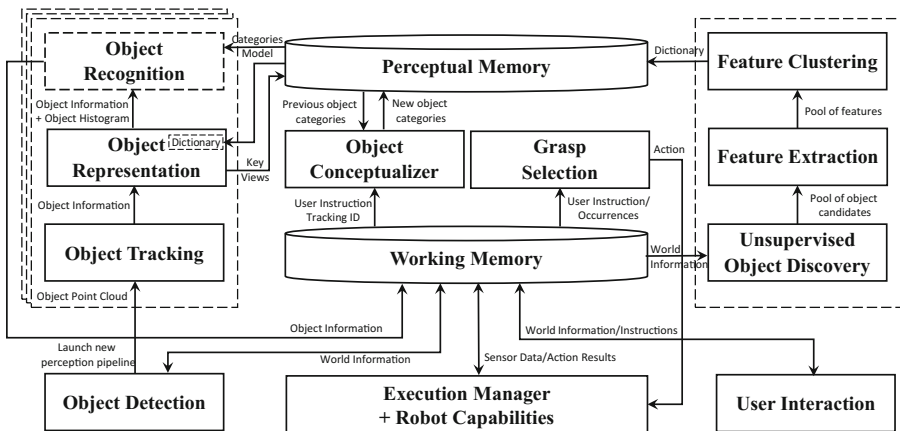 Object
Recognition
Categories
Model
Perceptual Memory
Dictionary
Feature Clustering
Object Information
+ Object Histogram
Previous object
categories
New object
categories
Pool of features
Object
Representation
Dictionary
Key
Views
Object
Conceptualizer
Grasp
Selection
Action
Feature Extraction
Object Information
User Instruction
Tracking ID
User Instruction/
Occurrences
Pool of object
candidates
Object Tracking
Working Memory
World
Information
Unsupervised
Object Discovery
Object Point Cloud
Object Information
World Information/Instructions
Launch new
perception pipeline
World Information
Sensor Data/Action Results
Object Detection
Execution Manager
+ Robot Capabilities
User Interaction